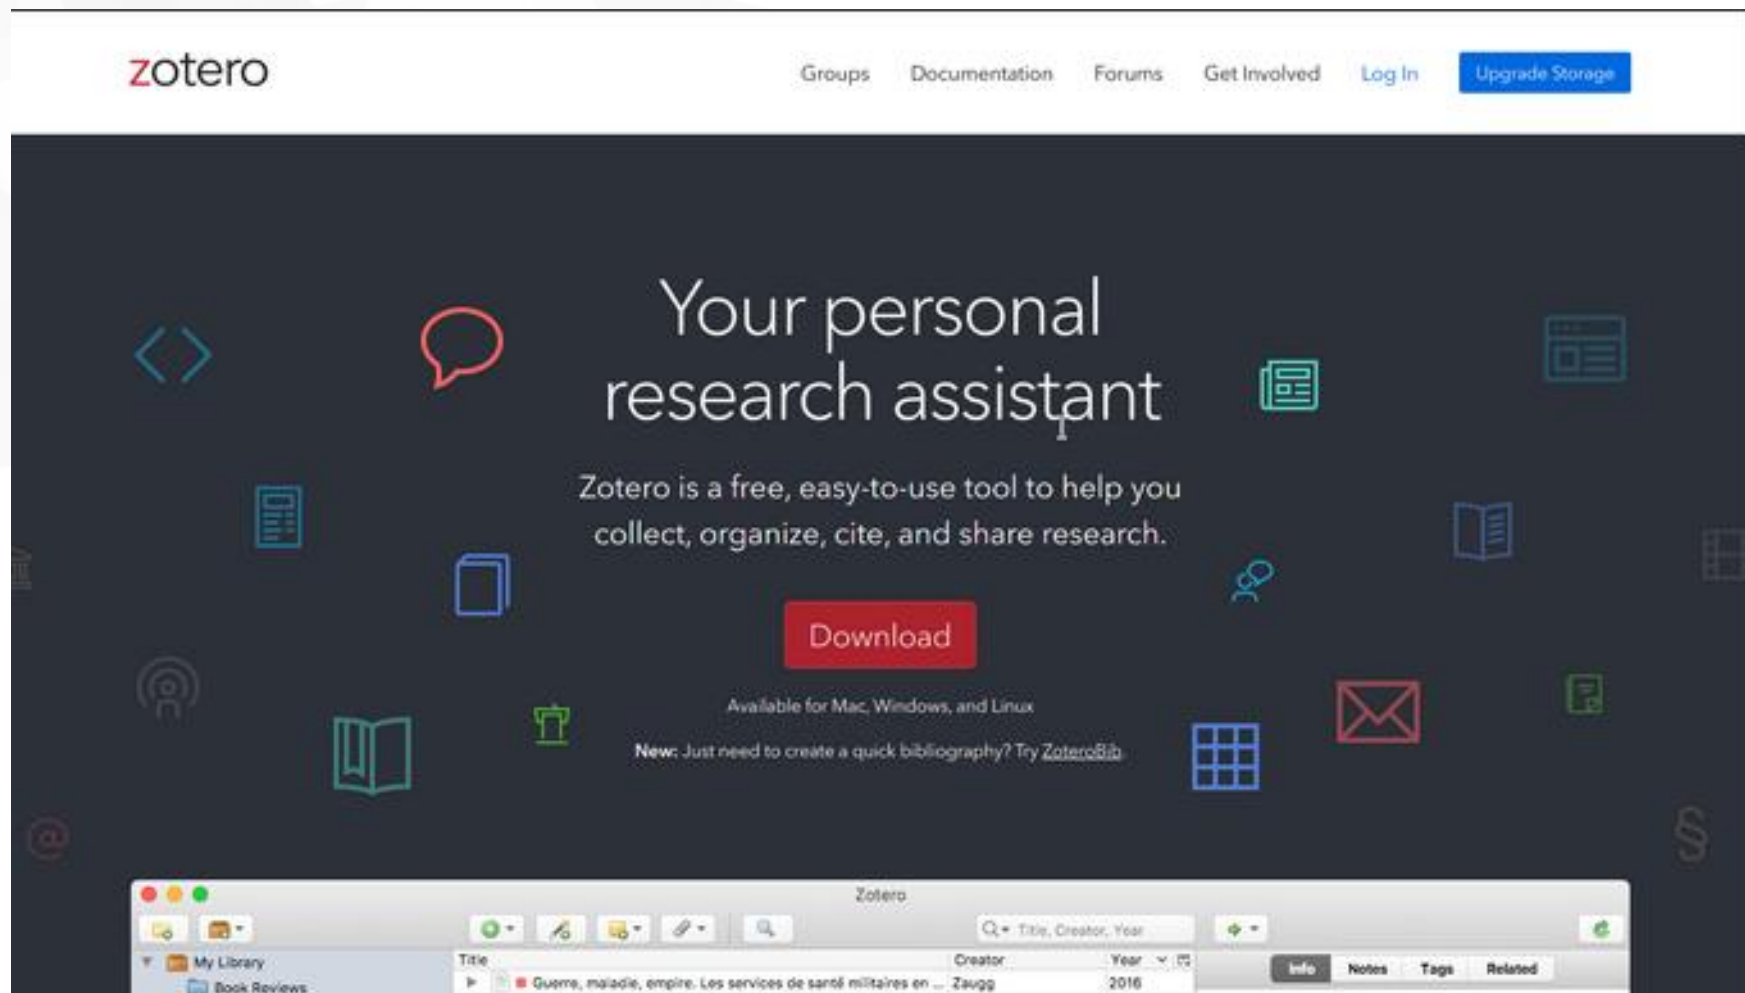 zotero
Groups Documentation Forums Get Involved Log In Upgrade Storage
Your personal
research assistant
Zotero is a free, easy-to-use tool to help you
collect, organize, cite, and share research.
Download
Available for Mac, Windows, and Linux
New: Just need to create a quick bibliography? Try ZoteroBib.
Zotero
Title, Creator, Year
My Library
Title Creator Year
Info Notes Tags Related
Book Reviews
Guerre, maladie, empire. Les services de santé militaires en ... Zaugg 2016